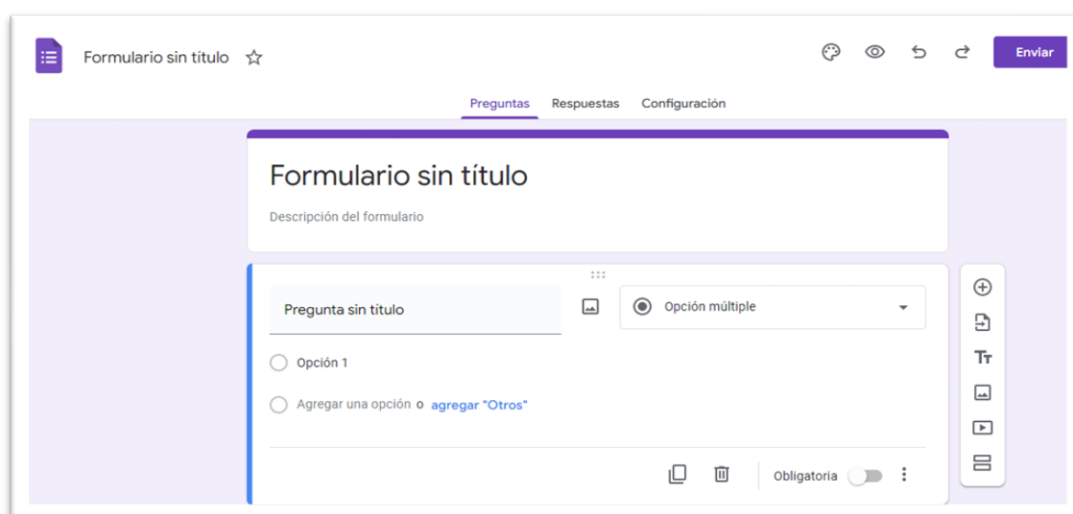 Formulario sin título
Enviar
Preguntas Respuestas Configuración
Formulario sin título
Descripción del formulario
Pregunta sin título
Opción múltiple
Opción 1
Agregar una opción o agregar "Otros"
Obligatoria
Tт